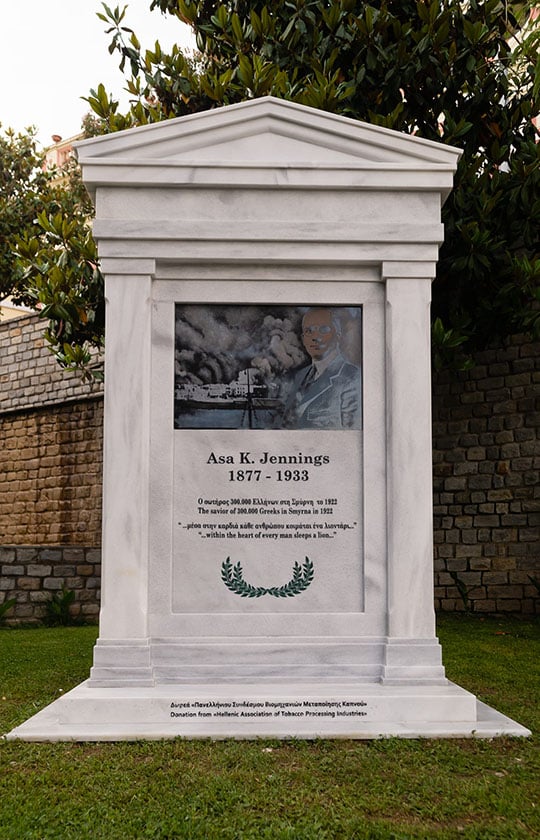 Asa K. Jennings
1877 - 1933
Ο σωτήρας 300.000 Ελλήνων στη Σμύρνη το 1922
The savior of 300,000 Greeks in Smyrna in 1922
"...μέσα στην καρδιά κάθε ανθρώπου κοιμάται ένα λιοντάρι..."
"...within the heart of every man sleeps a lion..."
Δωρεά «Πανελλήνιου Συνδέσμου Βιομηχανιών Μεταποίησης Καπνού»
Donation from «Hellenic Association of Tobacco Processing Industries»